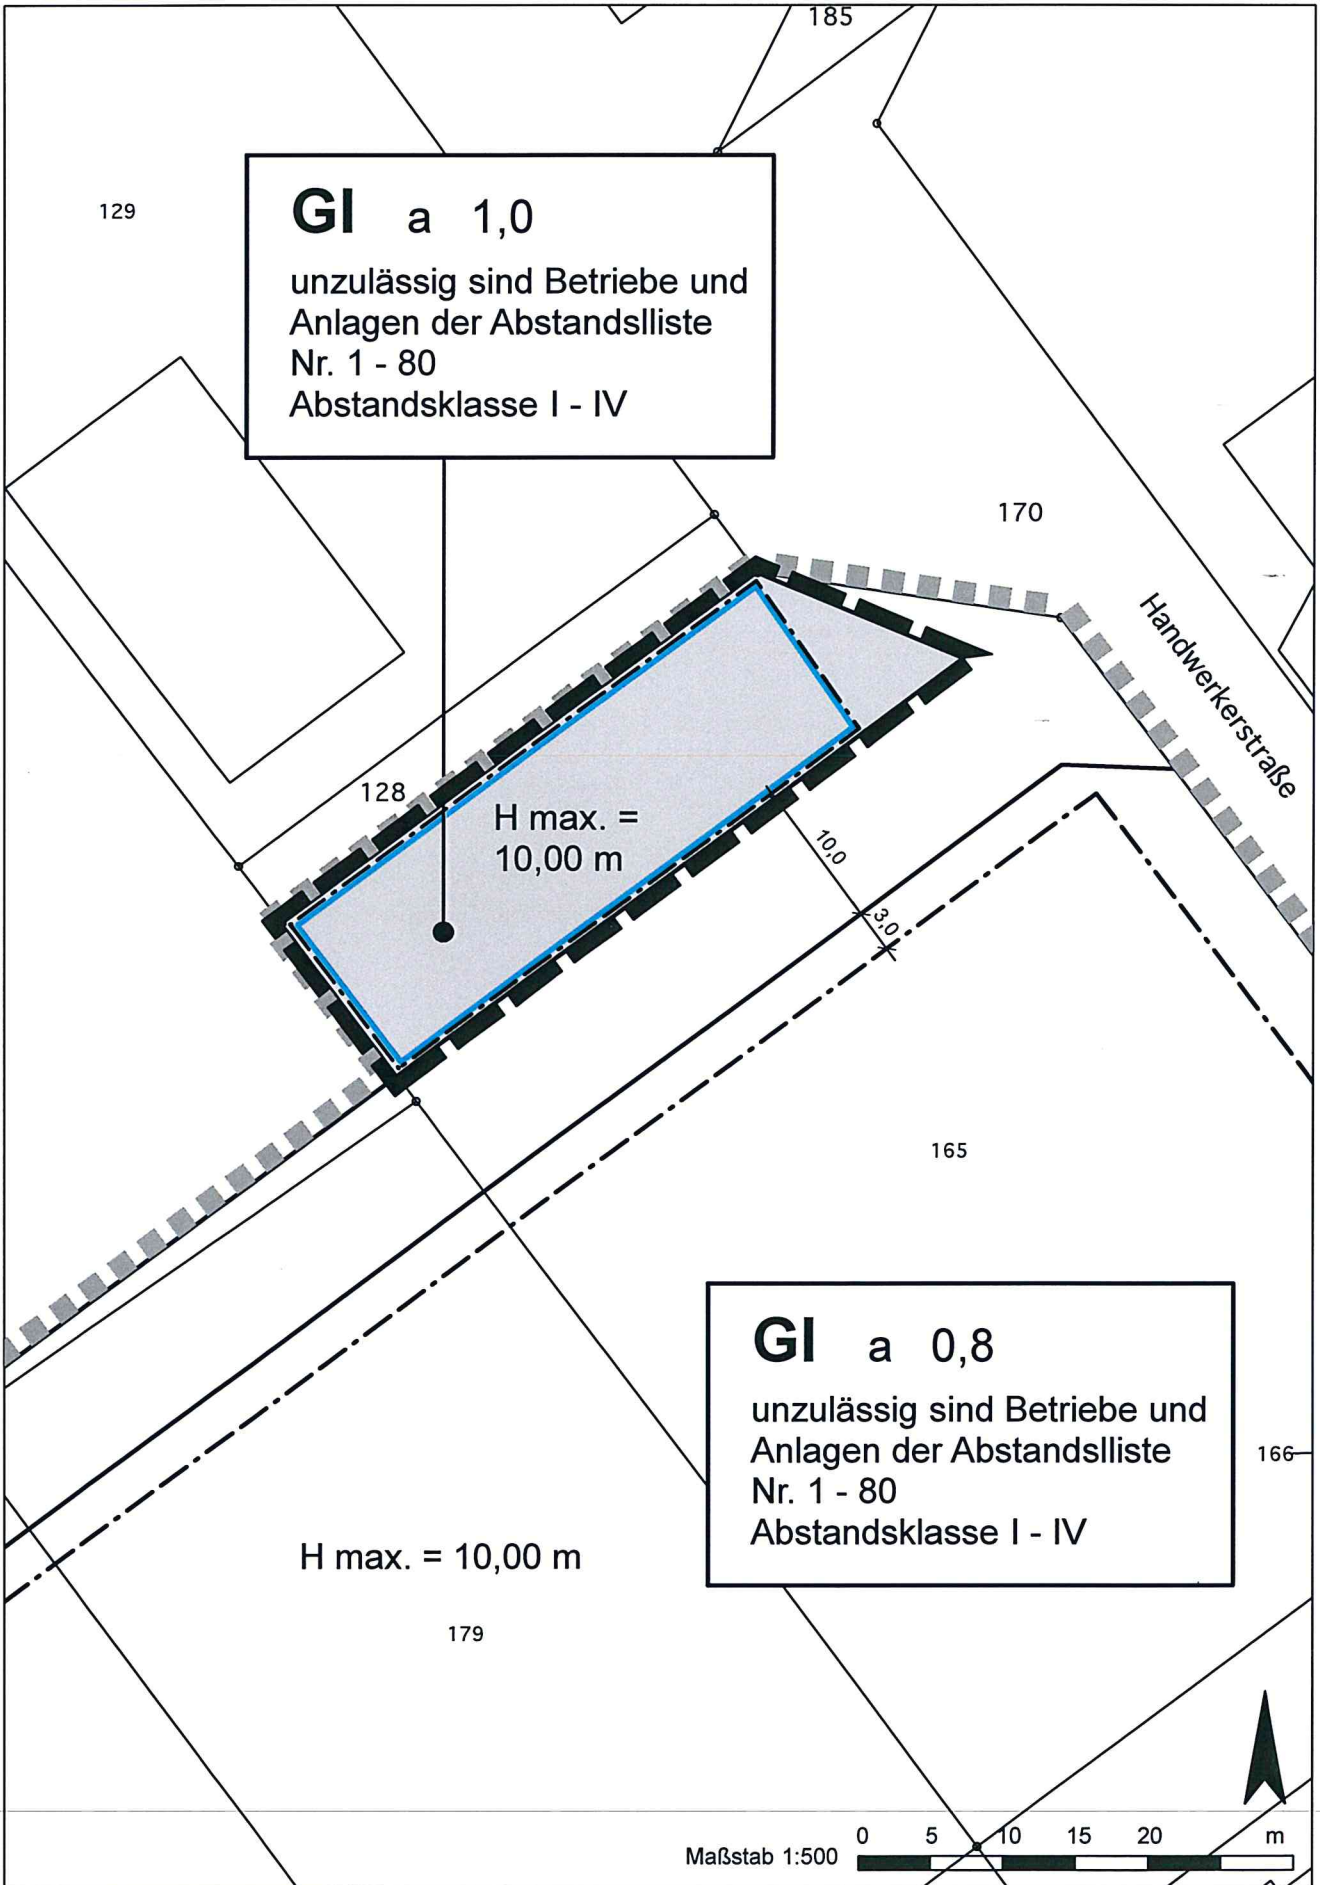 185
129
GI a 1,0
unzulässig sind Betriebe und
Anlagen der Abstandslliste
Nr. 1 - 80
Abstandsklasse I - IV
170
Handwerkerstraße
128
H max. =
10,00 m
10,0
3,0
165
GI a 0,8
unzulässig sind Betriebe und
Anlagen der Abstandslliste
Nr. 1 - 80
Abstandsklasse I - IV
166
H max. = 10,00 m
179
Maßstab 1:500
0 5 10 15 20 m